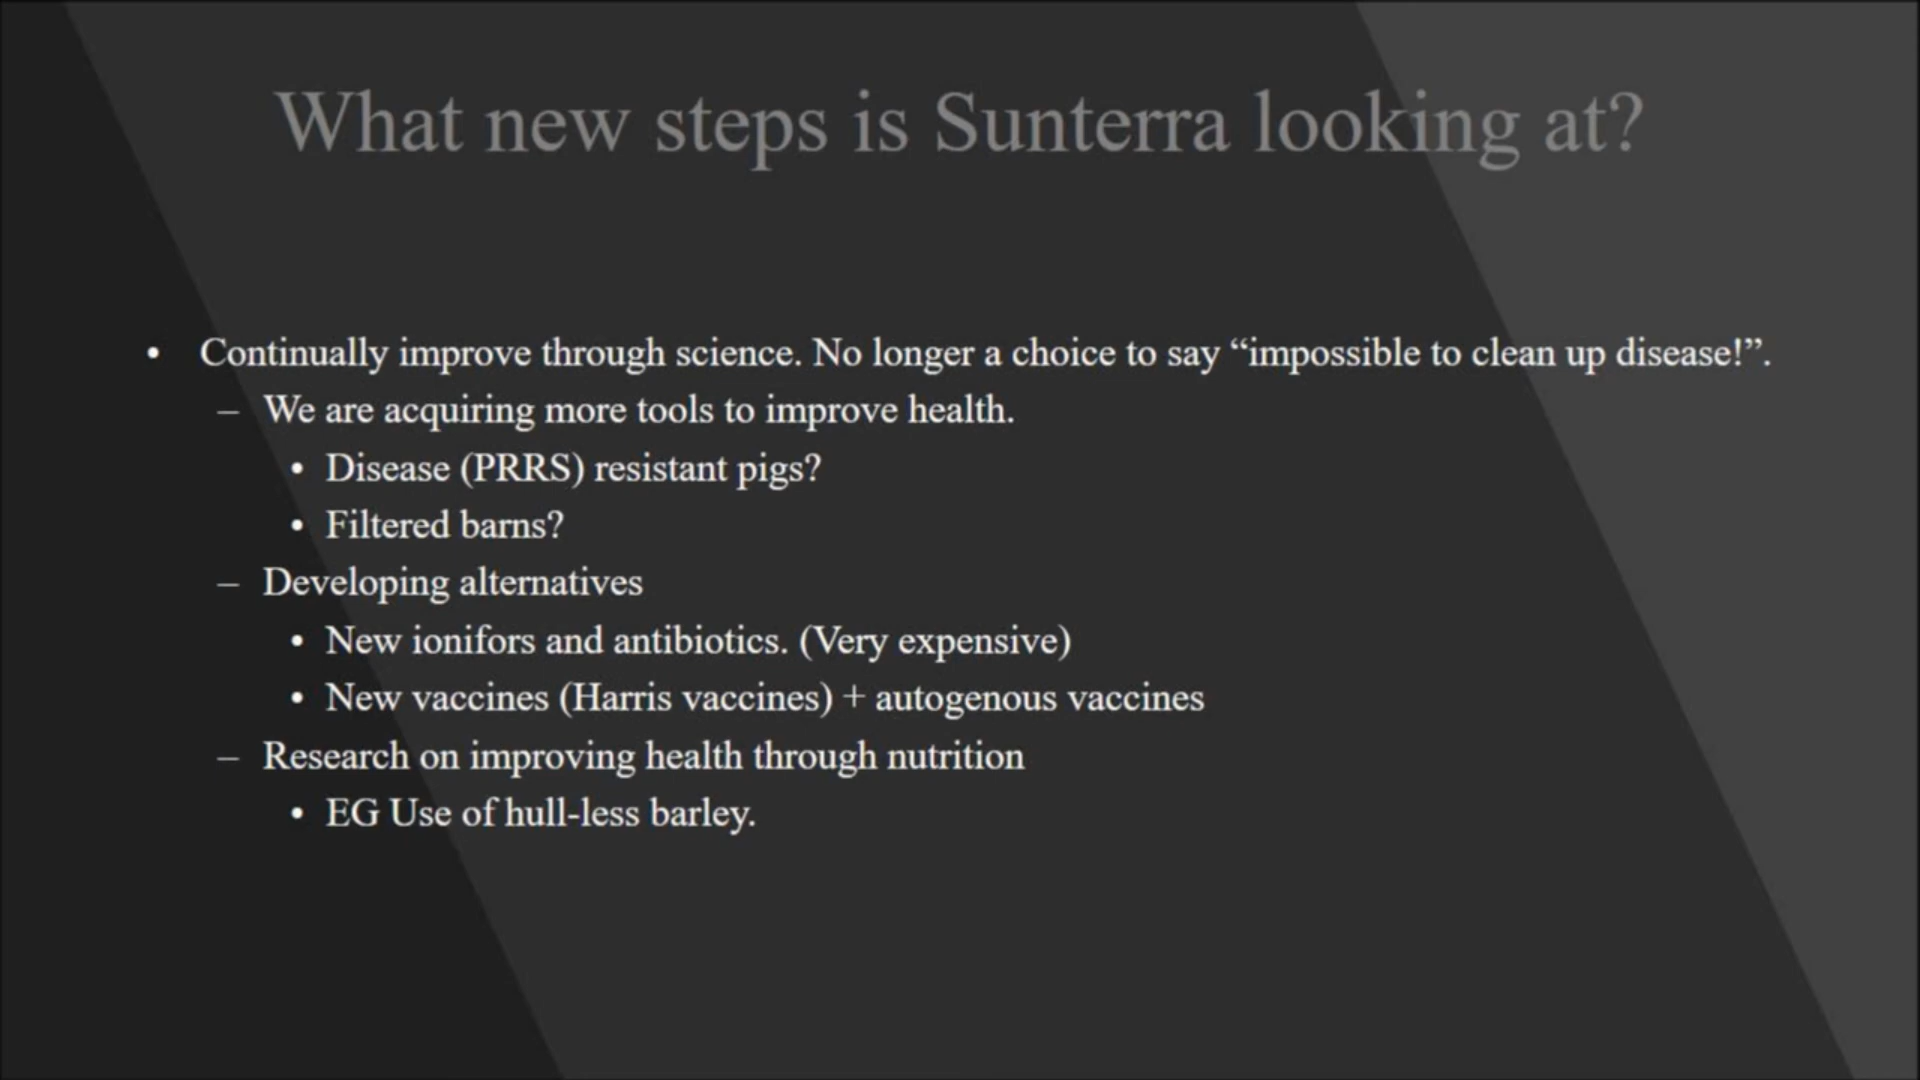 What new steps is Sunterra looking at?
• Continually improve through science. No longer a choice to say “impossible to clean up disease!”.
– We are acquiring more tools to improve health.
• Disease (PRRS) resistant pigs?
• Filtered barns?
– Developing alternatives
• New ionifors and antibiotics. (Very expensive)
• New vaccines (Harris vaccines) + autogenous vaccines
– Research on improving health through nutrition
• EG Use of hull-less barley.